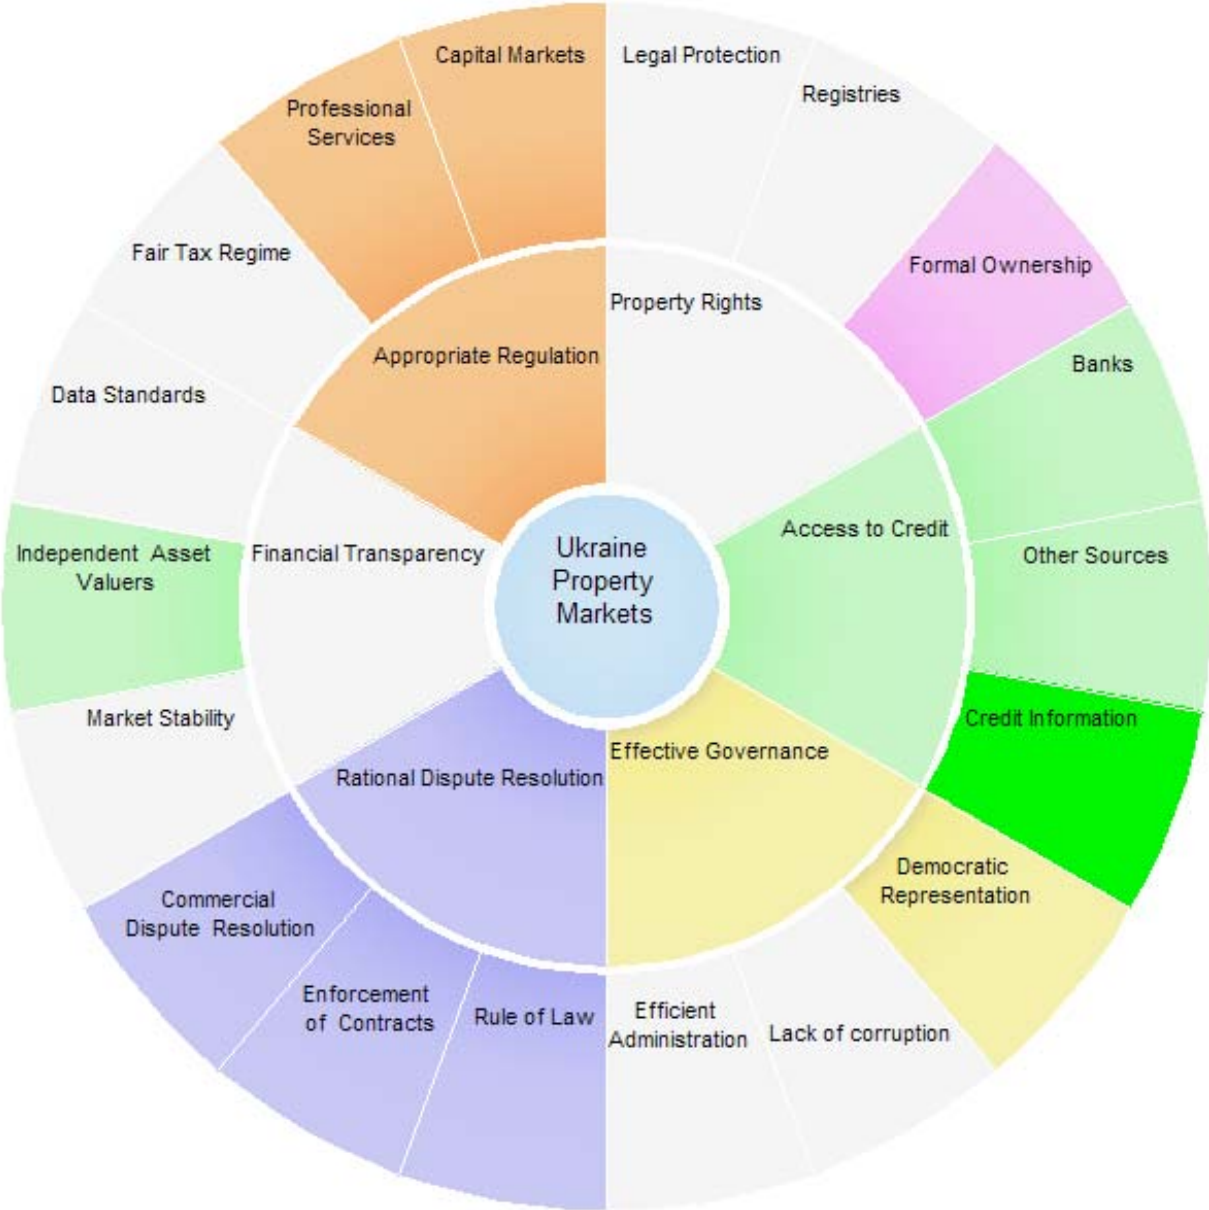 Capital Markets
Legal Protection
Registries
Professional
Services
Fair Tax Regime
Formal Ownership
Property Rights
Appropriate Regulation
Banks
Data Standards
Access to Credit
Independent Asset
Valuers
Financial Transparency
Ukraine
Property
Markets
Other Sources
Market Stability
Credit Information
Rational Dispute Resolution
Effective Governance
Democratic
Representation
Commercial
Dispute Resolution
Enforcement
of Contracts
Rule of Law
Efficient
Administration
Lack of corruption